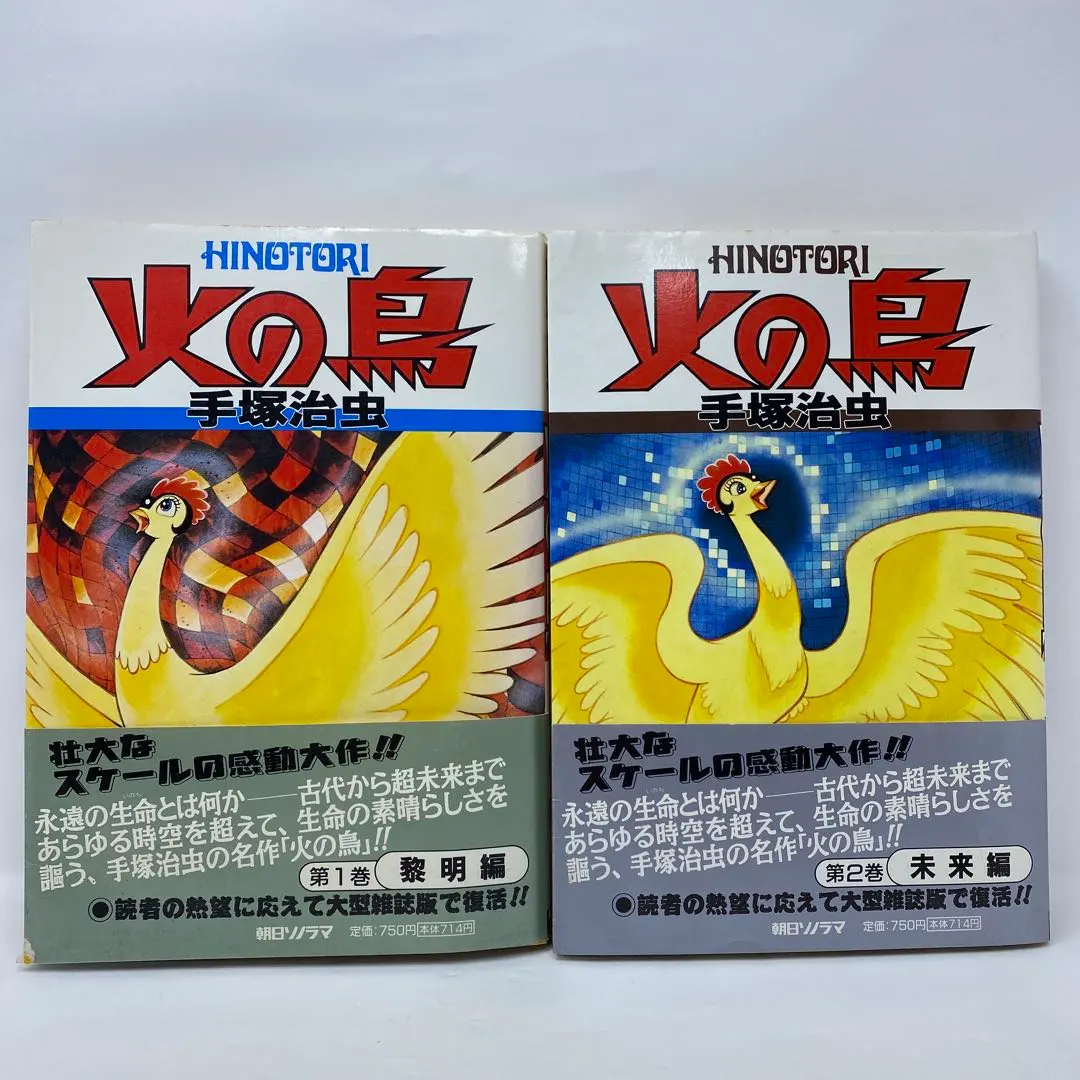 HINOTORI
火の鳥
手塚治虫
壮大な
スケールの感動大作!!
永遠の生命とは何か――古代から超未来まで
いのち
あらゆる時空を超えて、生命の素晴らしさを
謳う、手塚治虫の名作「火の鳥」!!
第1巻 黎明編
●読者の熱望に応えて大型雑誌版で復活!!
朝日ソノラマ 定価:750円 本体714円
HINOTORI
火の鳥
手塚治虫
壮大な
スケールの感動大作!!
永遠の生命とは何か――古代から超未来まで
いのち
あらゆる時空を超えて、生命の素晴らしさを
謳う、手塚治虫の名作「火の鳥」!!
第2巻 未来編
●読者の熱望に応えて大型雑誌版で復活!!
朝日ソノラマ 定価:750円 本体714円